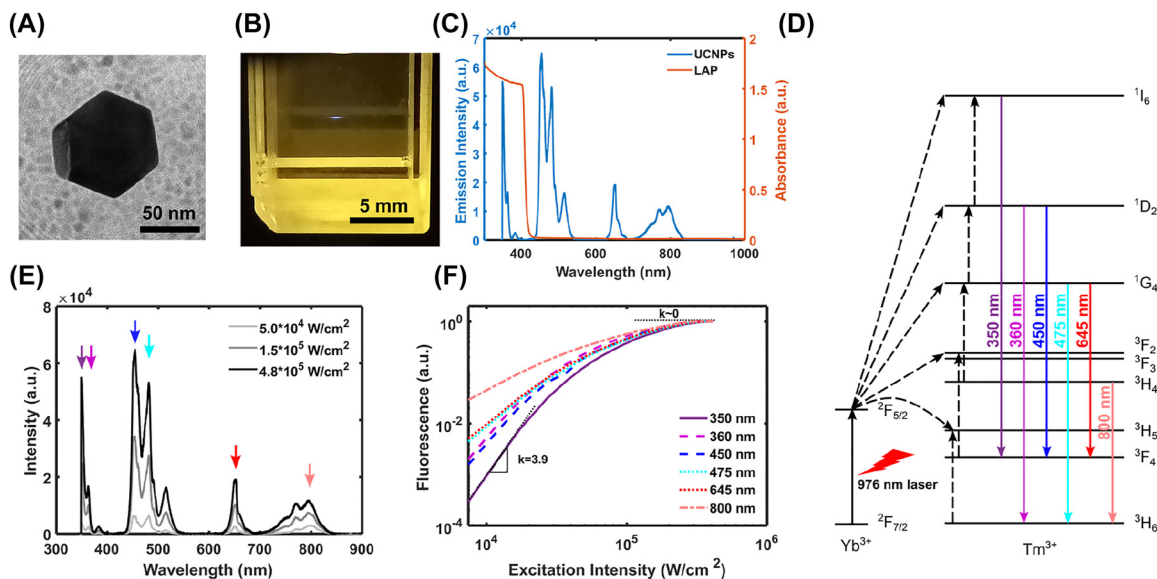 (A)
50 nm
(B)
5 mm
(C)
×10⁴
7
6
5
4
3
2
1
0
Emission Intensity (a.u.)
UCNPs
LAP
2
1.5
1
0.5
0
Absorbance (a.u.)
400 600 800 1000
Wavelength (nm)
(D)
¹I₆
¹D₂
¹G₄
³F₂
³F₃
³H₄
³H₅
³F₄
³H₆
350 nm
360 nm
450 nm
475 nm
645 nm
800 nm
²F₅/₂
976 nm laser
²F₇/₂
Yb³⁺
Tm³⁺
(E)
×10⁴
8
6
4
2
0
Intensity (a.u.)
5.0*10⁴ W/cm²
1.5*10⁵ W/cm²
4.8*10⁵ W/cm²
300 400 500 600 700 800 900
Wavelength (nm)
(F)
10⁰
10⁻²
10⁻⁴
Fluorescence (a.u.)
k~0
k=3.9
350 nm
360 nm
450 nm
475 nm
645 nm
800 nm
10⁴ 10⁵ 10⁶
Excitation Intensity (W/cm²)